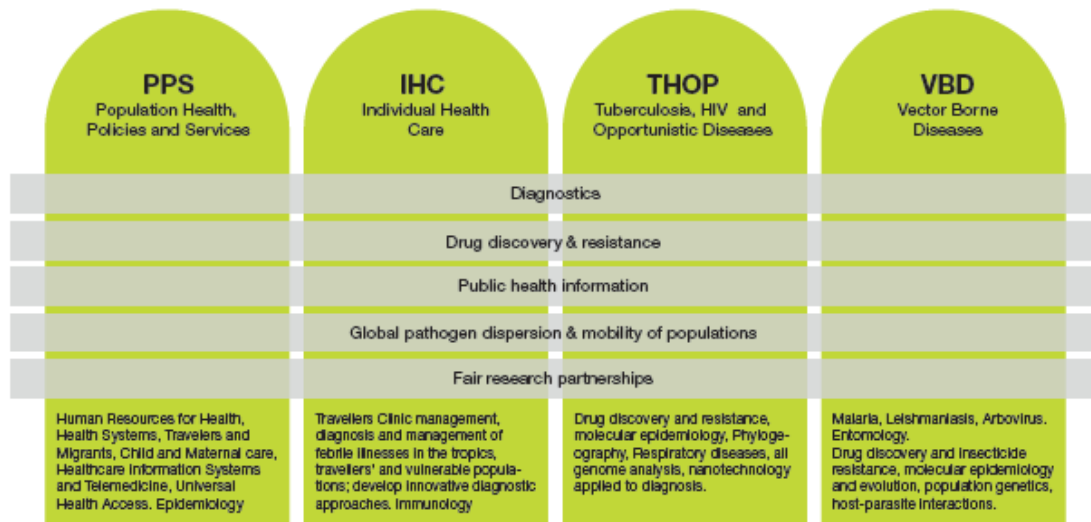 PPS
Population Health,
Policies and Services
IHC
Individual Health
Care
THOP
Tuberculosis, HIV and
Opportunistic Diseases
VBD
Vector Borne
Diseases
Diagnostics
Drug discovery & resistance
Public health information
Global pathogen dispersion & mobility of populations
Fair research partnerships
Human Resources for Health,
Health Systems, Travelers and
Migrants, Child and Maternal care,
Healthcare Information Systems
and Telemedicine, Universal
Health Access. Epidemiology
Travellers Clinic management,
diagnosis and management of
febrile illnesses in the tropics,
travellers' and vulnerable popula-
tions; develop innovative diagnostic
approaches. Immunology
Drug discovery and resistance,
molecular epidemiology, Phyloge-
ography, Respiratory diseases, all
genome analysis, nanotechnology
applied to diagnosis.
Malaria, Leishmaniasis, Arbovirus.
Entomology.
Drug discovery and insecticide
resistance, molecular epidemiology
and evolution, population genetics,
host-parasite interactions.